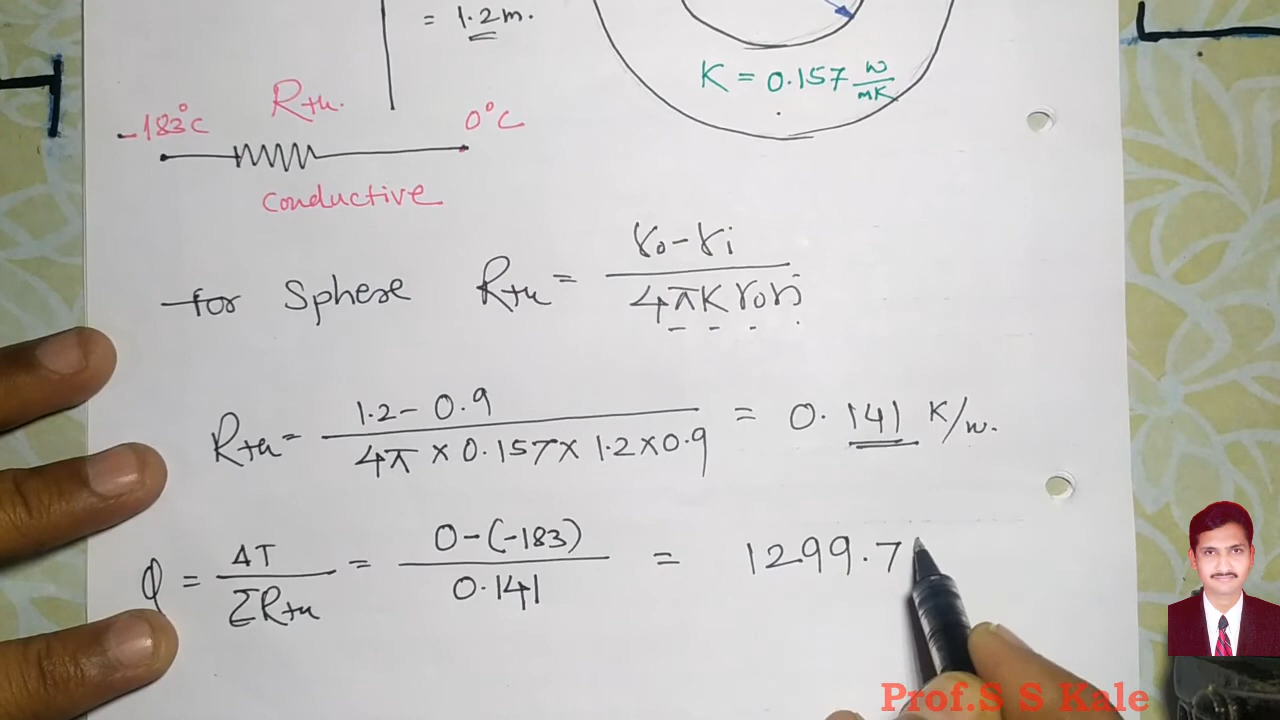 = 1.2m.
K = 0.157 W/mK
Rth.
-183°C
0°C
Conductive
for Sphere Rth = ro-ri / 4πK ro ri
Rth = 1.2-0.9 / 4π×0.157×1.2×0.9 = 0.141 K/w.
Q = ΔT / ΣRth = 0-(-183) / 0.141 = 1299.7
Prof.S S Kale